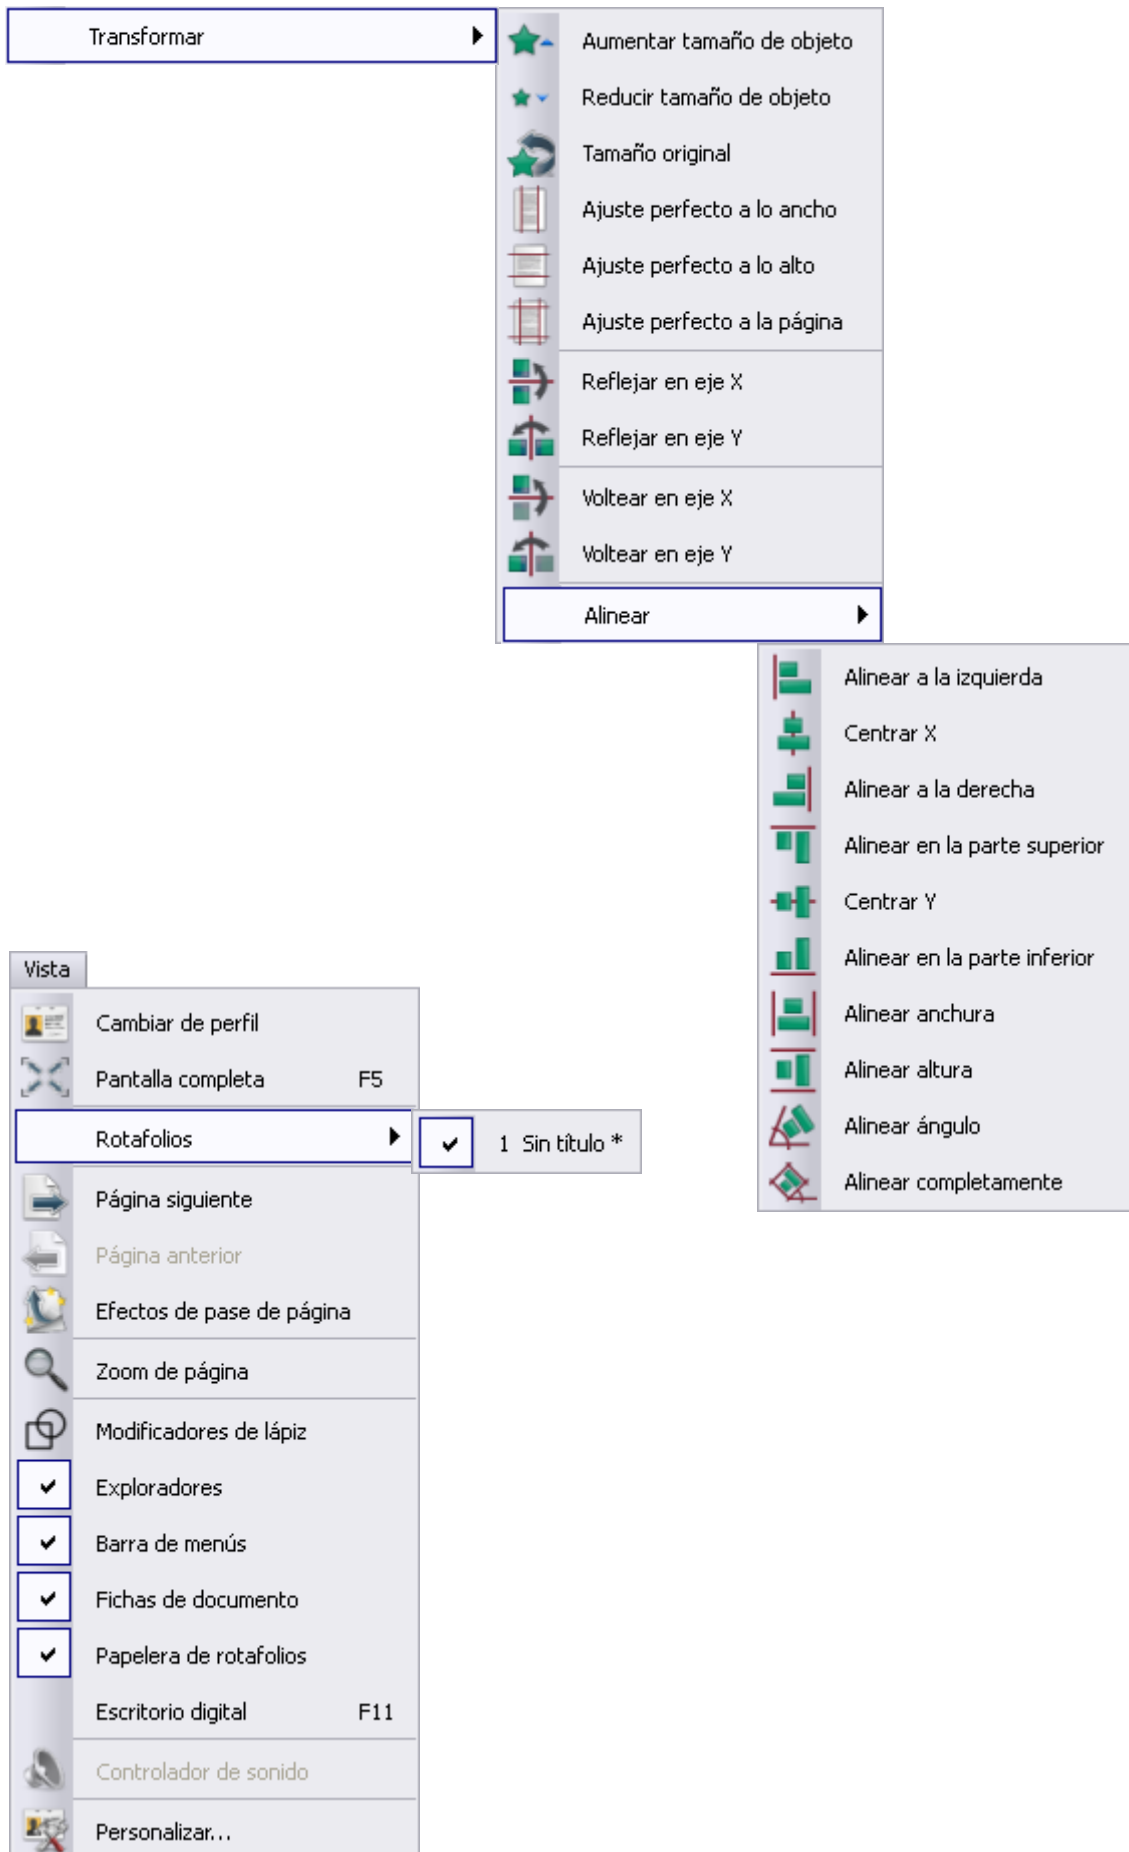 Transformar
Aumentar tamaño de objeto
Reducir tamaño de objeto
Tamaño original
Ajuste perfecto a lo ancho
Ajuste perfecto a lo alto
Ajuste perfecto a la página
Reflejar en eje X
Reflejar en eje Y
Voltear en eje X
Voltear en eje Y
Alinear
Alinear a la izquierda
Centrar X
Alinear a la derecha
Alinear en la parte superior
Centrar Y
Alinear en la parte inferior
Alinear anchura
Alinear altura
Alinear ángulo
Alinear completamente
Vista
Cambiar de perfil
Pantalla completa F5
Rotafolios
1 Sin título *
Página siguiente
Página anterior
Efectos de pase de página
Zoom de página
Modificadores de lápiz
Exploradores
Barra de menús
Fichas de documento
Papelera de rotafolios
Escritorio digital F11
Controlador de sonido
Personalizar...